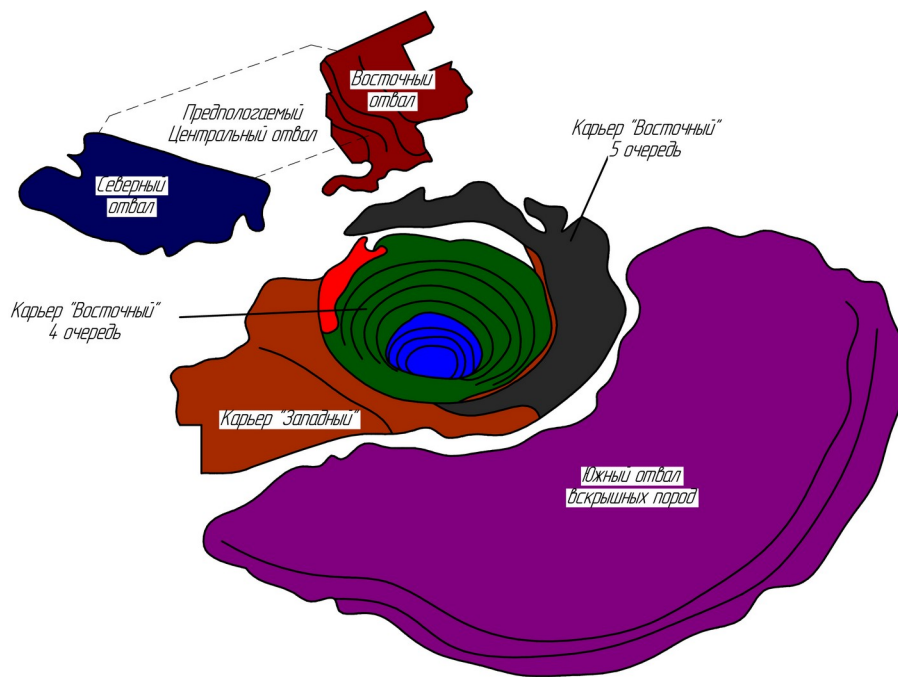 Восточный
отвал
Предпологаемый
Центральный отвал
Карьер "Восточный"
5 очередь
Северный
отвал
Карьер "Восточный"
4 очередь
Карьер "Западный"
Южный отвал
вскрышных пород